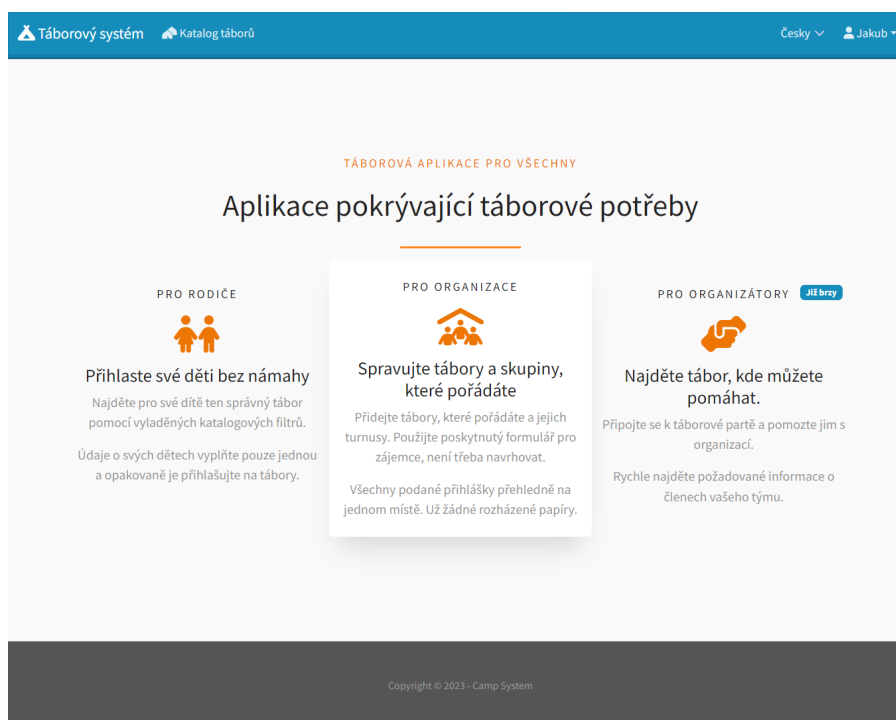 Táborový systém
Katalog táborů
Česky
Jakub
TÁBOROVÁ APLIKACE PRO VŠECHNY
Aplikace pokrývající táborové potřeby
PRO RODIČE
Přihlaste své děti bez námahy
Najděte pro své dítě ten správný tábor
pomocí vyladěných katalogových filtrů.
Údaje o svých dětech vyplňte pouze jednou
a opakovaně je přihlašujte na tábory.
PRO ORGANIZACE
Spravujte tábory a skupiny,
které pořádáte
Přidejte tábory, které pořádáte a jejich
turnusy. Použijte poskytnutý formulář pro
zájemce, není třeba navrhovat.
Všechny podané přihlášky přehledně na
jednom místě. Už žádné rozházené papíry.
PRO ORGANIZÁTORY
Již brzy
Najděte tábor, kde můžete
pomáhat.
Připojte se k táborové partě a pomozte jim s
organizací.
Rychle najděte požadované informace o
členech vašeho týmu.
Copyright © 2023 - Camp System